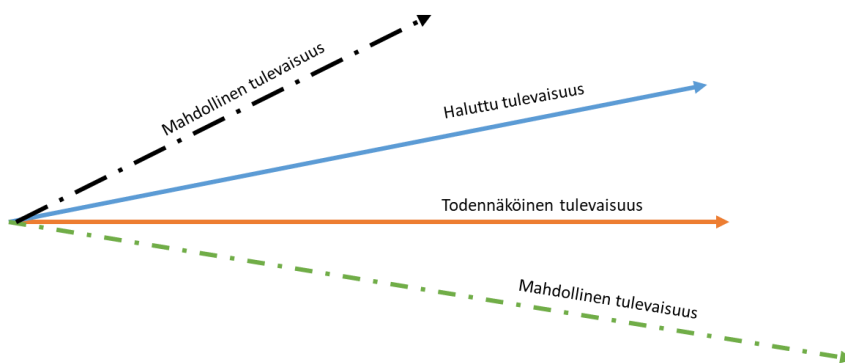 Mahdollinen tulevaisuus
Haluttu tulevaisuus
Todennäköinen tulevaisuus
Mahdollinen tulevaisuus